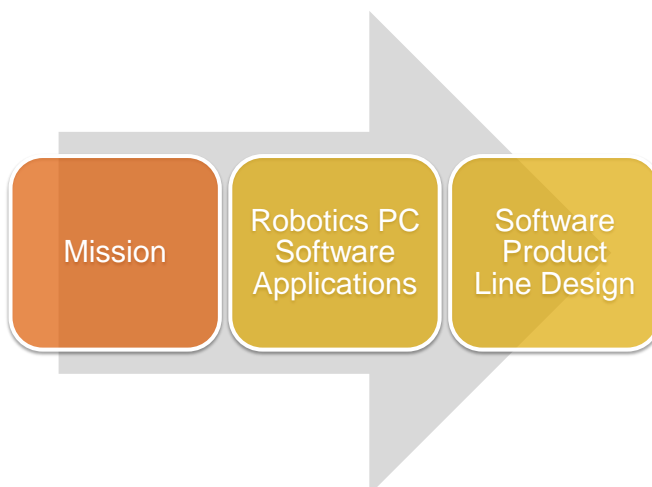 Mission
Robotics PC
Software
Applications
Software
Product
Line Design